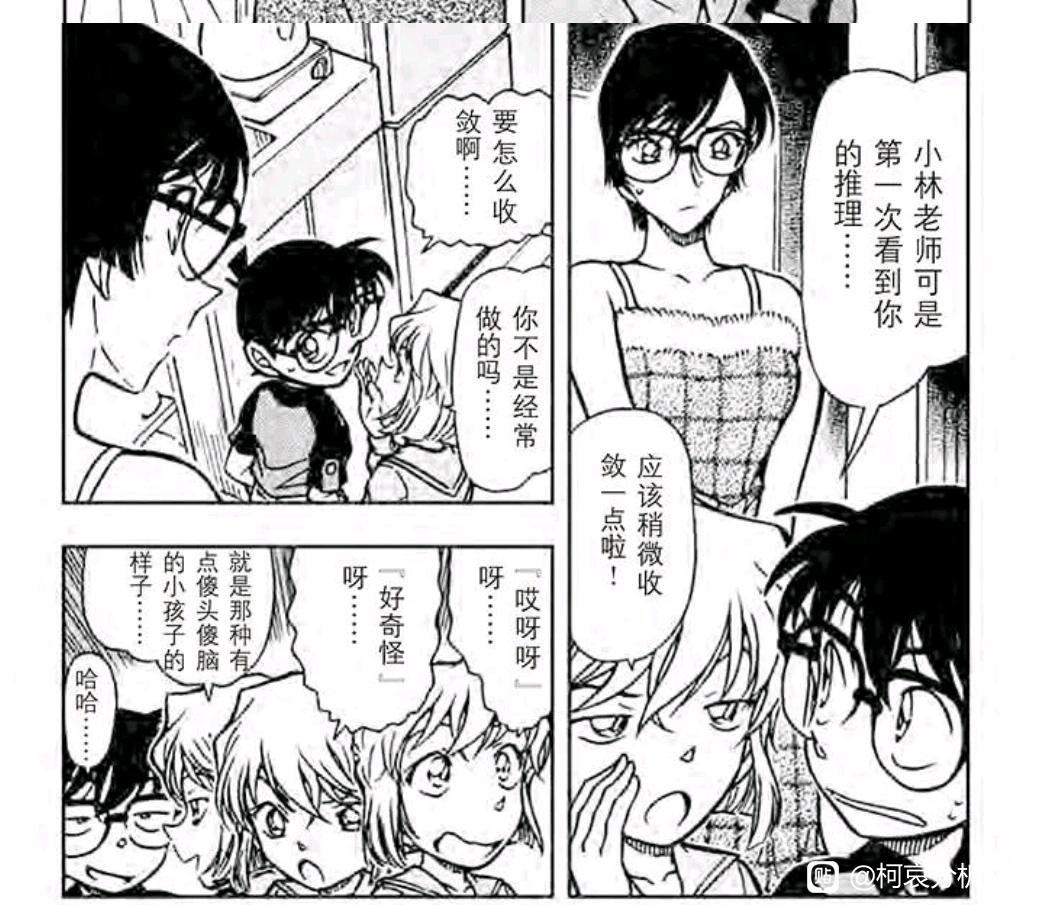 小林老师可是
第一次看到你
的推理……
应该稍微收
敛一点啦！
要怎么收
敛啊……
你不是经常
做的吗……
『哎呀呀』
呀……
『好奇怪』
呀……
就是那种有
点傻头傻脑
的小孩子的
样子……
哈哈……
贴 @柯哀分